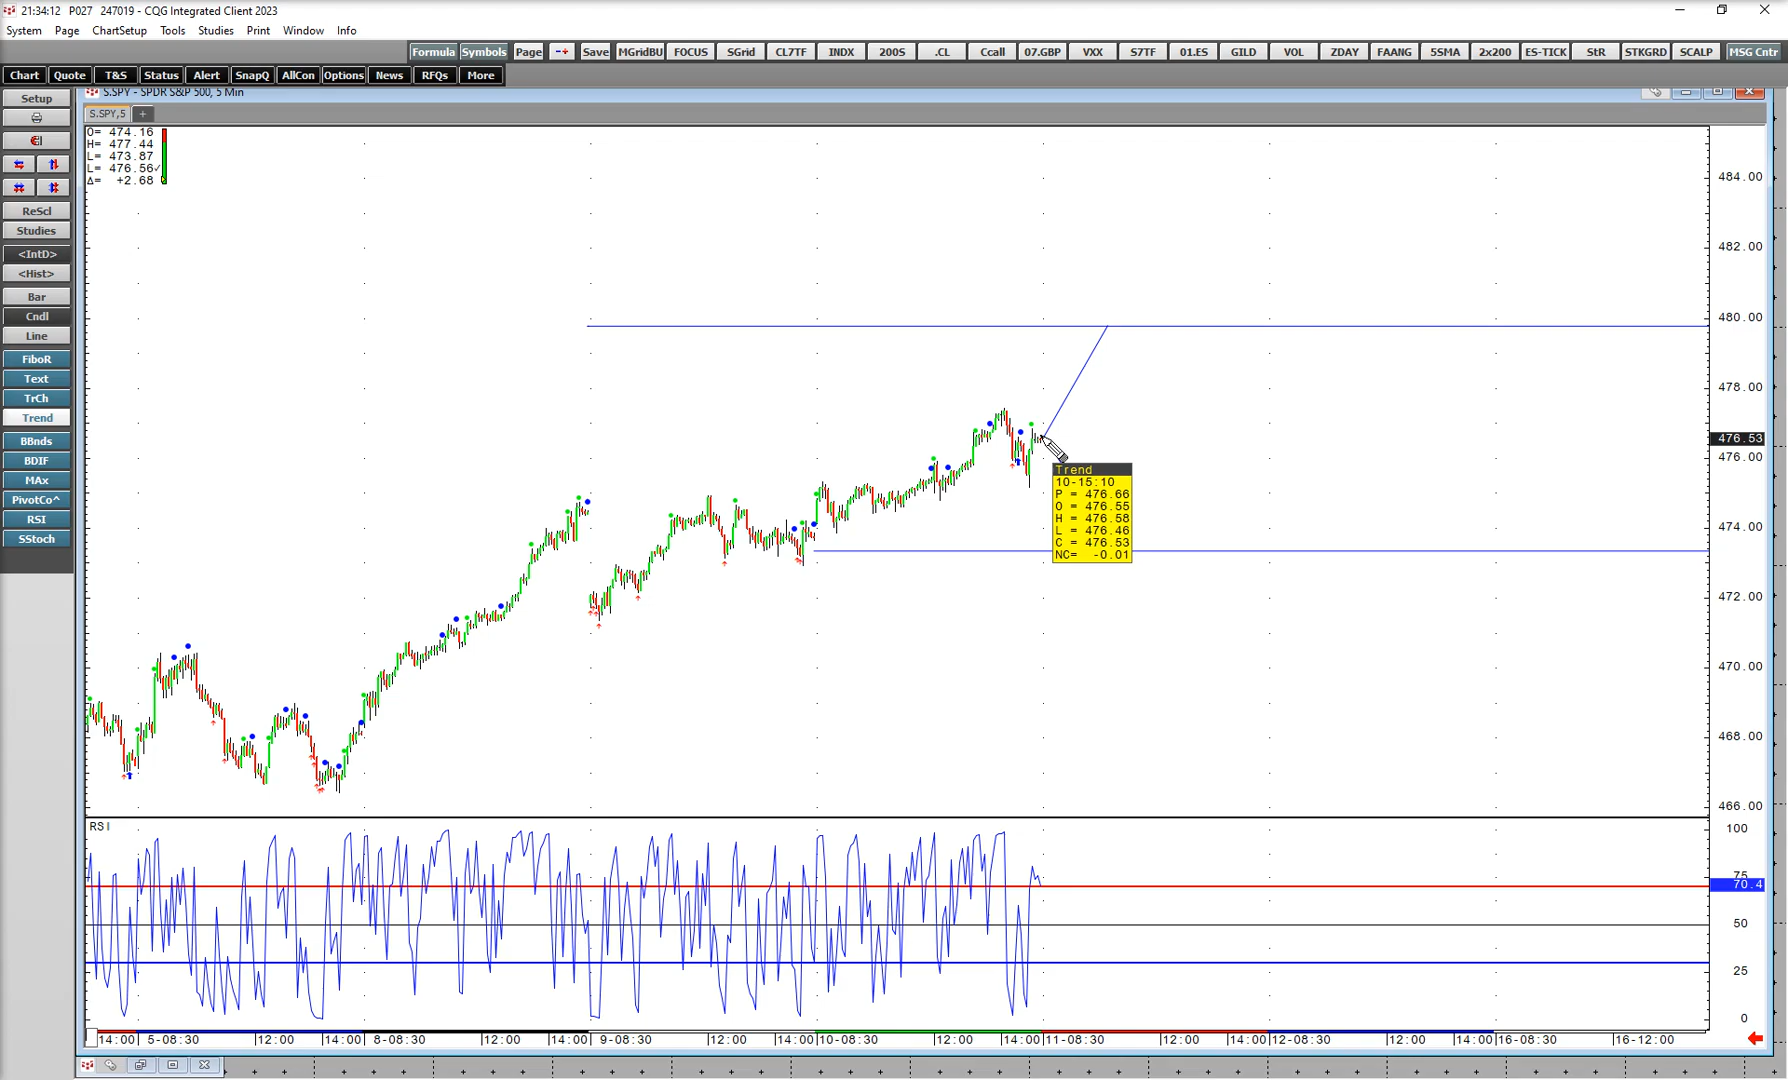 21:34:12 P027 247019 - CQG Integrated Client 2023
System Page ChartSetup Tools Studies Print Window Info
Formula Symbols Page -+ Save MGridBU FOCUS SGrid CL7TF INDX 200S .CL Ccall 07.GBP VXX S7TF 01.ES GILD VOL ZDAY FAANG 5SMA 2x200 ES-TICK StR STKGRD SCALP MSG Cntr
Chart Quote T&S Status Alert SnapQ AllCon Options News RFQs More
Setup
S.SPY - SPDR S&P 500, 5 Min
S.SPY,5 +
O= 474.16
H= 477.44
L= 473.87
L= 476.56✓
Δ= +2.68
ReScl
Studies
<IntD>
<Hist>
Bar
Cndl
Line
FiboR
Text
TrCh
Trend
BBnds
BDIF
MAx
PivotCo^
RSI
SStoch
484.00
482.00
480.00
478.00
476.53
476.00
474.00
472.00
470.00
468.00
466.00
Trend
10-15:10
P = 476.66
O = 476.55
H = 476.58
L = 476.46
C = 476.53
NC= -0.01
RSI
100
75
70.4
50
25
0
14:00 5-08:30 12:00 14:00 8-08:30 12:00 14:00 9-08:30 12:00 14:00 10-08:30 12:00 14:00 11-08:30 12:00 14:00 12-08:30 12:00 14:00 16-08:30 16-12:00